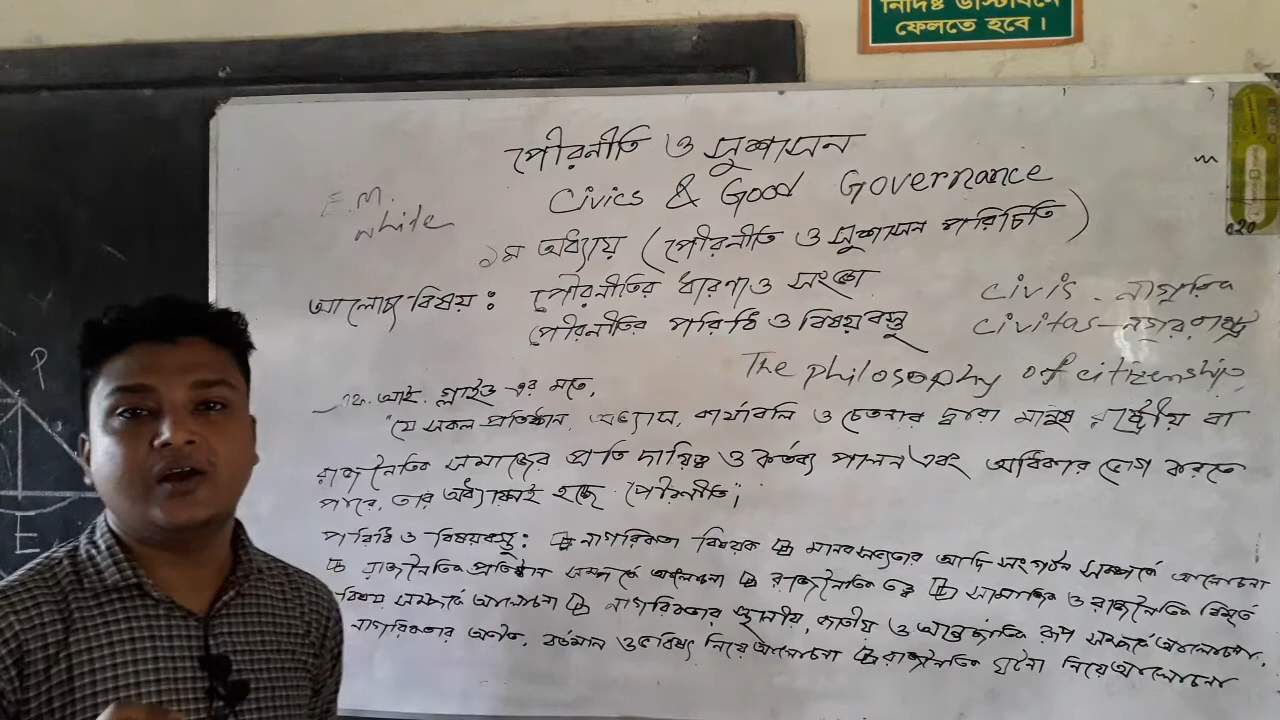 নির্দিষ্ট ডাস্টবিনে
ফেলতে হবে।
পৌরনীতি ও সুশাসন
Civics & Good Governance
E.M.
white
১ম অধ্যায় (পৌরনীতি ও সুশাসন পরিচিতি)
আলোচ্য বিষয়ঃ পৌরনীতির ধারণা ও সংজ্ঞা
পৌরনীতির পরিধি ও বিষয়বস্তু
civis - নাগরিক
civitas - নগররাষ্ট্র
The philosophy of citizenship
এফ. আই. গ্লাউড এর মতে,
"যে সকল প্রতিষ্ঠান, অভ্যাস, কার্যাবলি ও চেতনার দ্বারা মানুষ রাষ্ট্রীয় বা
রাজনৈতিক সমাজের প্রতি দায়িত্ব ও কর্তব্য পালন এবং অধিকার ভোগ করতে
পারে, তার অধ্যয়নই হচ্ছে পৌরনীতি"।
পরিধি ও বিষয়বস্তু: নাগরিকতা বিষয়ক মানব সভ্যতার আদি সংগঠন সম্পর্কে আলোচনা
রাজনৈতিক প্রতিষ্ঠান সম্পর্কে আলোচনা রাজনৈতিক তত্ত্ব সামাজিক ও রাজনৈতিক বিমূর্ত
বিষয় সম্পর্কে আলোচনা নাগরিকতার স্থানীয়, জাতীয় ও আন্তর্জাতিক রূপ সম্পর্কে আলোচনা,
নাগরিকতার অতীত, বর্তমান ও ভবিষ্যৎ নিয়ে আলোচনা রাজনৈতিক ঘটনা নিয়ে আলোচনা
P
E